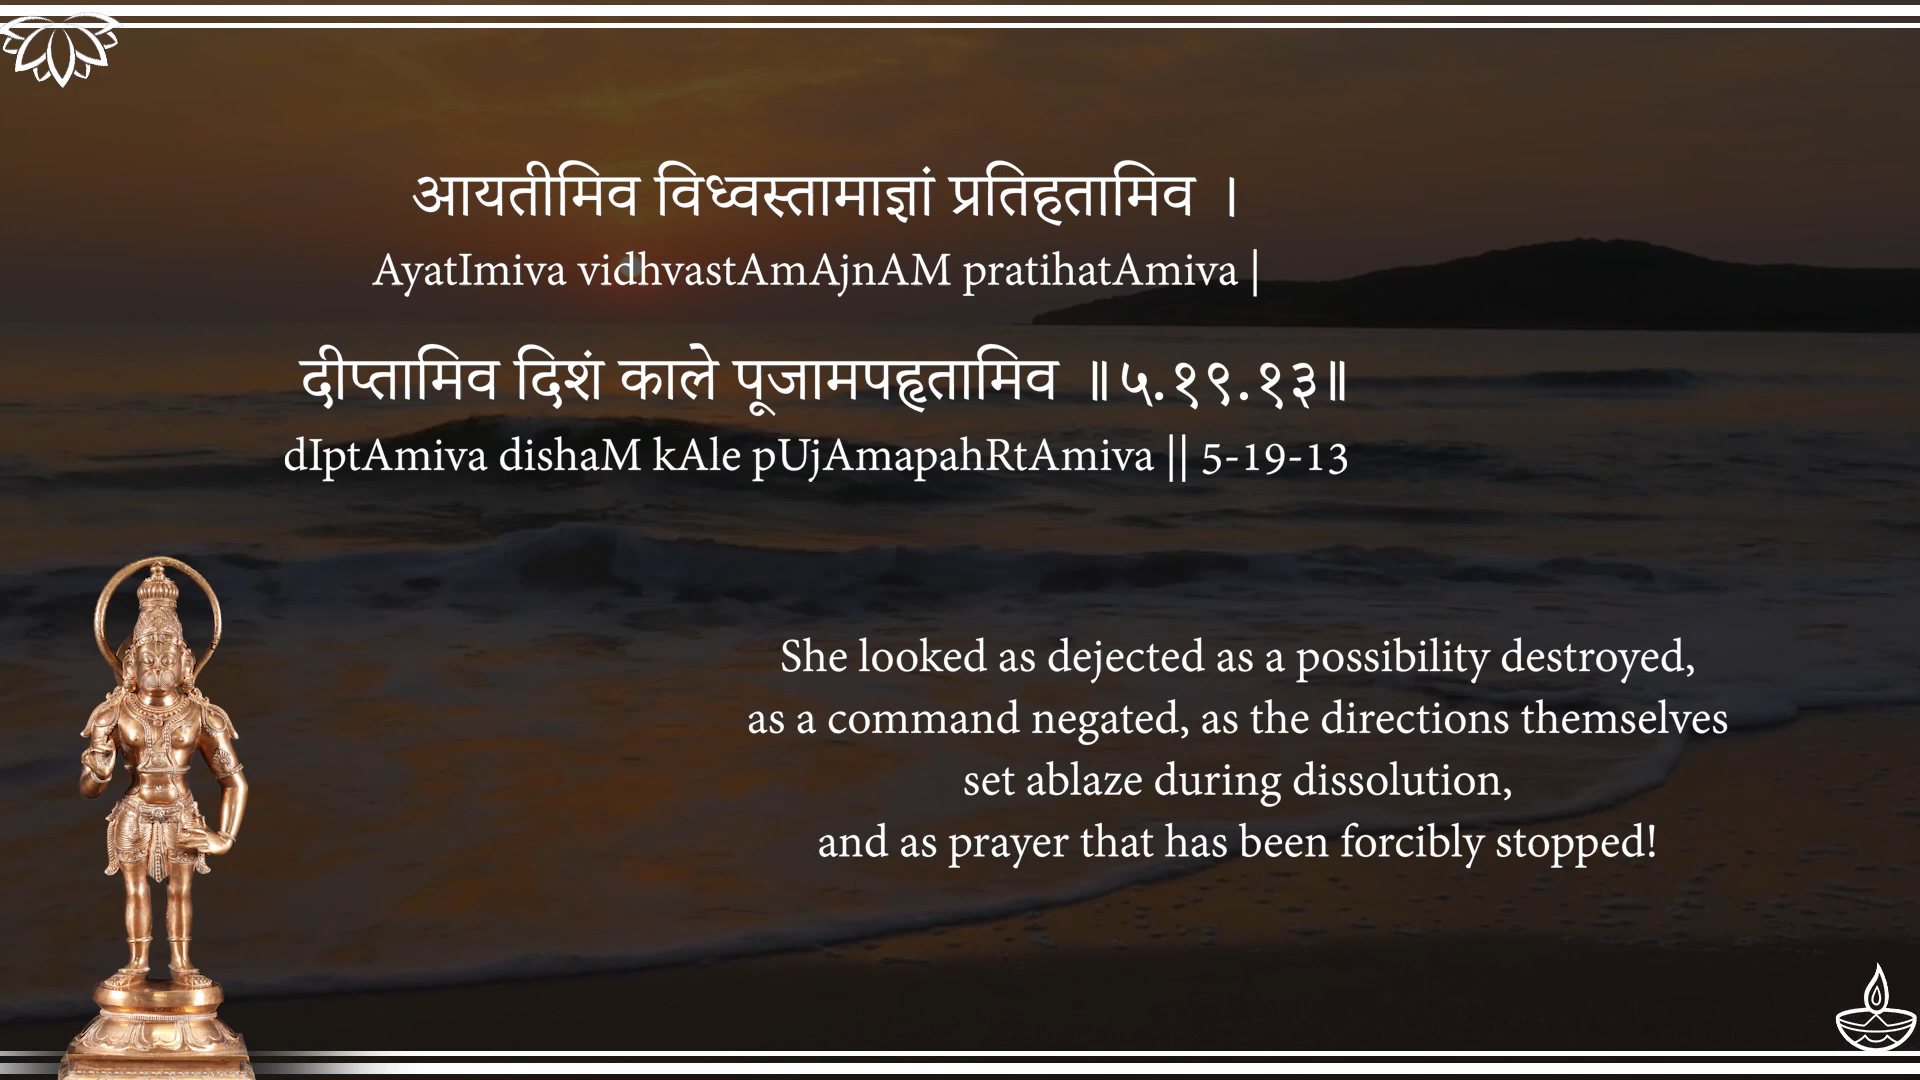 आयतीमिव विध्वस्तामाज्ञां प्रतिहतामिव ।
AyatImiva vidhvastAmAjnAM pratihatAmiva |
दीप्तामिव दिशं काले पूजामपहृतामिव ॥५.१९.१३॥
dIptAmiva dishaM kAle pUjAmapahRtAmiva || 5-19-13
She looked as dejected as a possibility destroyed,
as a command negated, as the directions themselves
set ablaze during dissolution,
and as prayer that has been forcibly stopped!